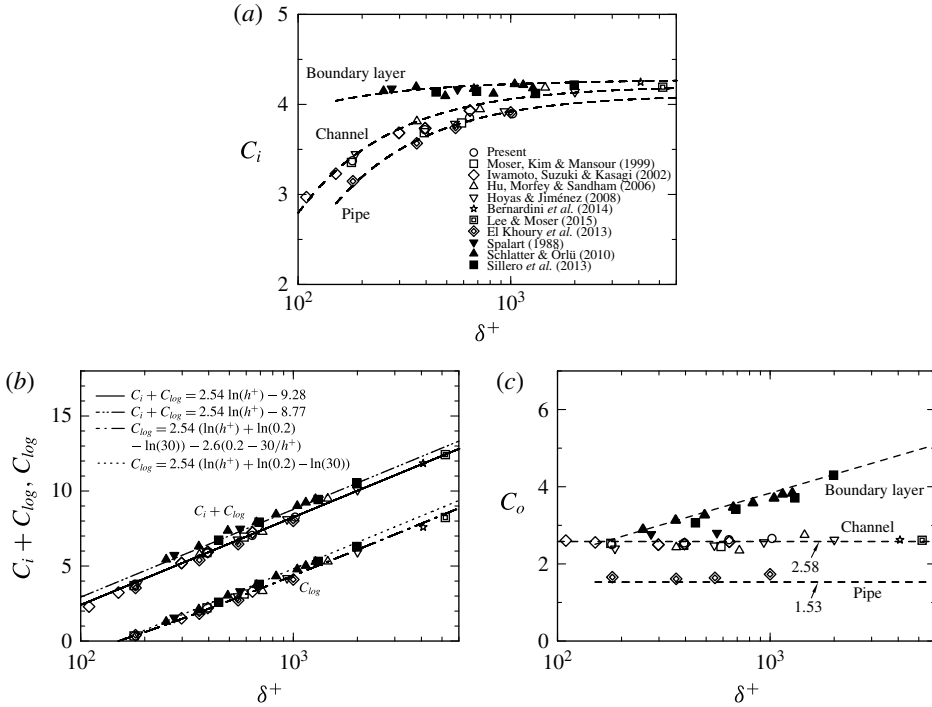 (a)
C_i
5
4
3
2
Boundary layer
Channel
Pipe
Present
Moser, Kim & Mansour (1999)
Iwamoto, Suzuki & Kasagi (2002)
Hu, Morfey & Sandham (2006)
Hoyas & Jiménez (2008)
Bernardini et al. (2014)
Lee & Moser (2015)
El Khoury et al. (2013)
Spalart (1988)
Schlatter & Örlü (2010)
Sillero et al. (2013)
10^2
10^3
δ^+
(b)
C_i + C_log, C_log
15
10
5
0
C_i + C_log = 2.54 ln(h^+) − 9.28
C_i + C_log = 2.54 ln(h^+) − 8.77
C_log = 2.54 (ln(h^+) + ln(0.2)
− ln(30)) − 2.6(0.2 − 30/h^+)
C_log = 2.54 (ln(h^+) + ln(0.2) − ln(30))
C_i + C_log
C_log
10^2
10^3
δ^+
(c)
C_o
6
4
2
0
Boundary layer
Channel
2.58
Pipe
1.53
10^2
10^3
δ^+